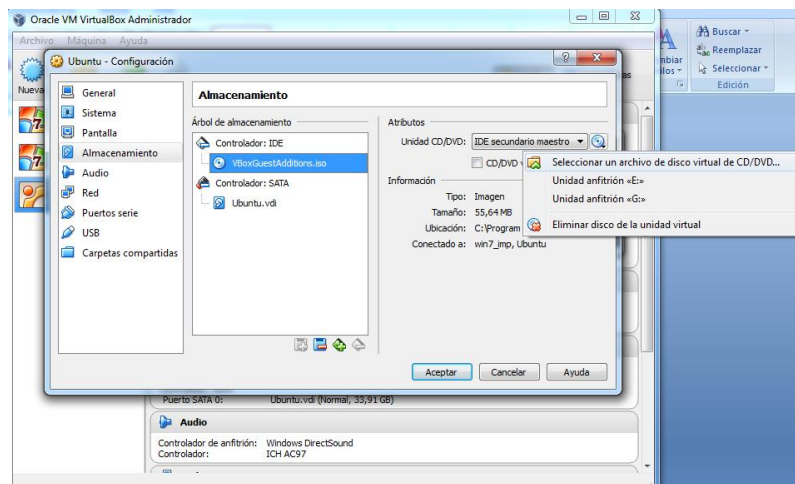 Oracle VM VirtualBox Administrador
Archivo Máquina Ayuda
Nueva
Ubuntu - Configuración
General
Sistema
Pantalla
Almacenamiento
Audio
Red
Puertos serie
USB
Carpetas compartidas
Almacenamiento
Árbol de almacenamiento
Controlador: IDE
VBoxGuestAdditions.iso
Controlador: SATA
Ubuntu.vdi
Atributos
Unidad CD/DVD: IDE secundario maestro
CD/DVD
Información
Tipo: Imagen
Tamaño: 55,64 MB
Ubicación: C:\Program
Conectado a: win7_imp, Ubuntu
Seleccionar un archivo de disco virtual de CD/DVD...
Unidad anfitrión «E:»
Unidad anfitrión «G:»
Eliminar disco de la unidad virtual
Aceptar Cancelar Ayuda
Puerto SATA 0: Ubuntu.vdi (Normal, 33,91 GB)
Audio
Controlador de anfitrión: Windows DirectSound
Controlador: ICH AC97
Buscar
Reemplazar
Seleccionar
Edición